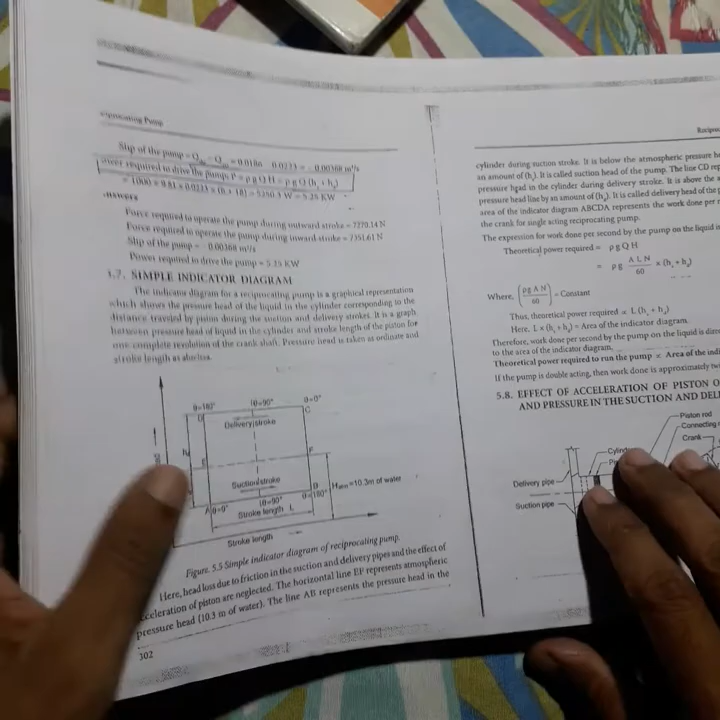 Reciprocating Pump
Slip of the pump = Q
= 0.0186 – 0.0223 = – 0.00368 m³/s
Power required to drive the pump, P = ρ g Q H = ρ g Q (hs + hd)
= 1000 × 9.81 × 0.0223 × (6 + 18) = 5250.3 W = 5.25 KW
Answers
Force required to operate the pump during outward stroke = 7270.14 N
Force required to operate the pump during inward stroke = 7351.61 N
Slip of the pump = – 0.00368 m³/s
Power required to drive the pump = 5.25 KW
5.7. SIMPLE INDICATOR DIAGRAM
The indicator diagram for a reciprocating pump is a graphical representation
which shows the pressure head of the liquid in the cylinder corresponding to the
distance traveled by piston during the suction and delivery strokes. It is a graph
between pressure head of liquid in the cylinder and stroke length of the piston for
one complete revolution of the crank shaft. Pressure head is taken as ordinate and
stroke length as abscissa.
θ=180°
(θ=90°
θ=0°
D
C
Delivery stroke
E
F
Suction stroke
Hatm=10.3m of water
A
θ=0°
(θ=90°
B
θ=180°
Stroke length L
Stroke length
Figure. 5.5 Simple indicator diagram of reciprocating pump.
Here, head loss due to friction in the suction and delivery pipes and the effect of
acceleration of piston are neglected. The horizontal line EF represents atmospheric
pressure head (10.3 m of water). The line AB represents the pressure head in the
302
cylinder during suction stroke. It is below the atmospheric pressure
an amount of (hs). It is called suction head of the pump. The line CD
pressure head in the cylinder during delivery stroke. It is above the
pressure head line by an amount of (hd). It is called delivery head of the
area of the indicator diagram ABCDA represents the work done per
the crank for single acting reciprocating pump.
The expression for work done per second by the pump on the liquid
Theoretical power required = ρ g Q H
= ρg A L N / 60 × (hs + hd)
Where, (ρg A N / 60) = Constant
Thus, theoretical power required ∝ L (hs + hd)
Here, L × (hs + hd) = Area of the indicator diagram.
Therefore, work done per second by the pump on the liquid is
to the area of the indicator diagram.
Theoretical power required to run the pump ∝ Area of the
If the pump is double acting, then work done is approximately
5.8. EFFECT OF ACCELERATION OF PISTON
AND PRESSURE IN THE SUCTION AND
Piston rod
Connecting
Crank
Delivery pipe
Suction pipe